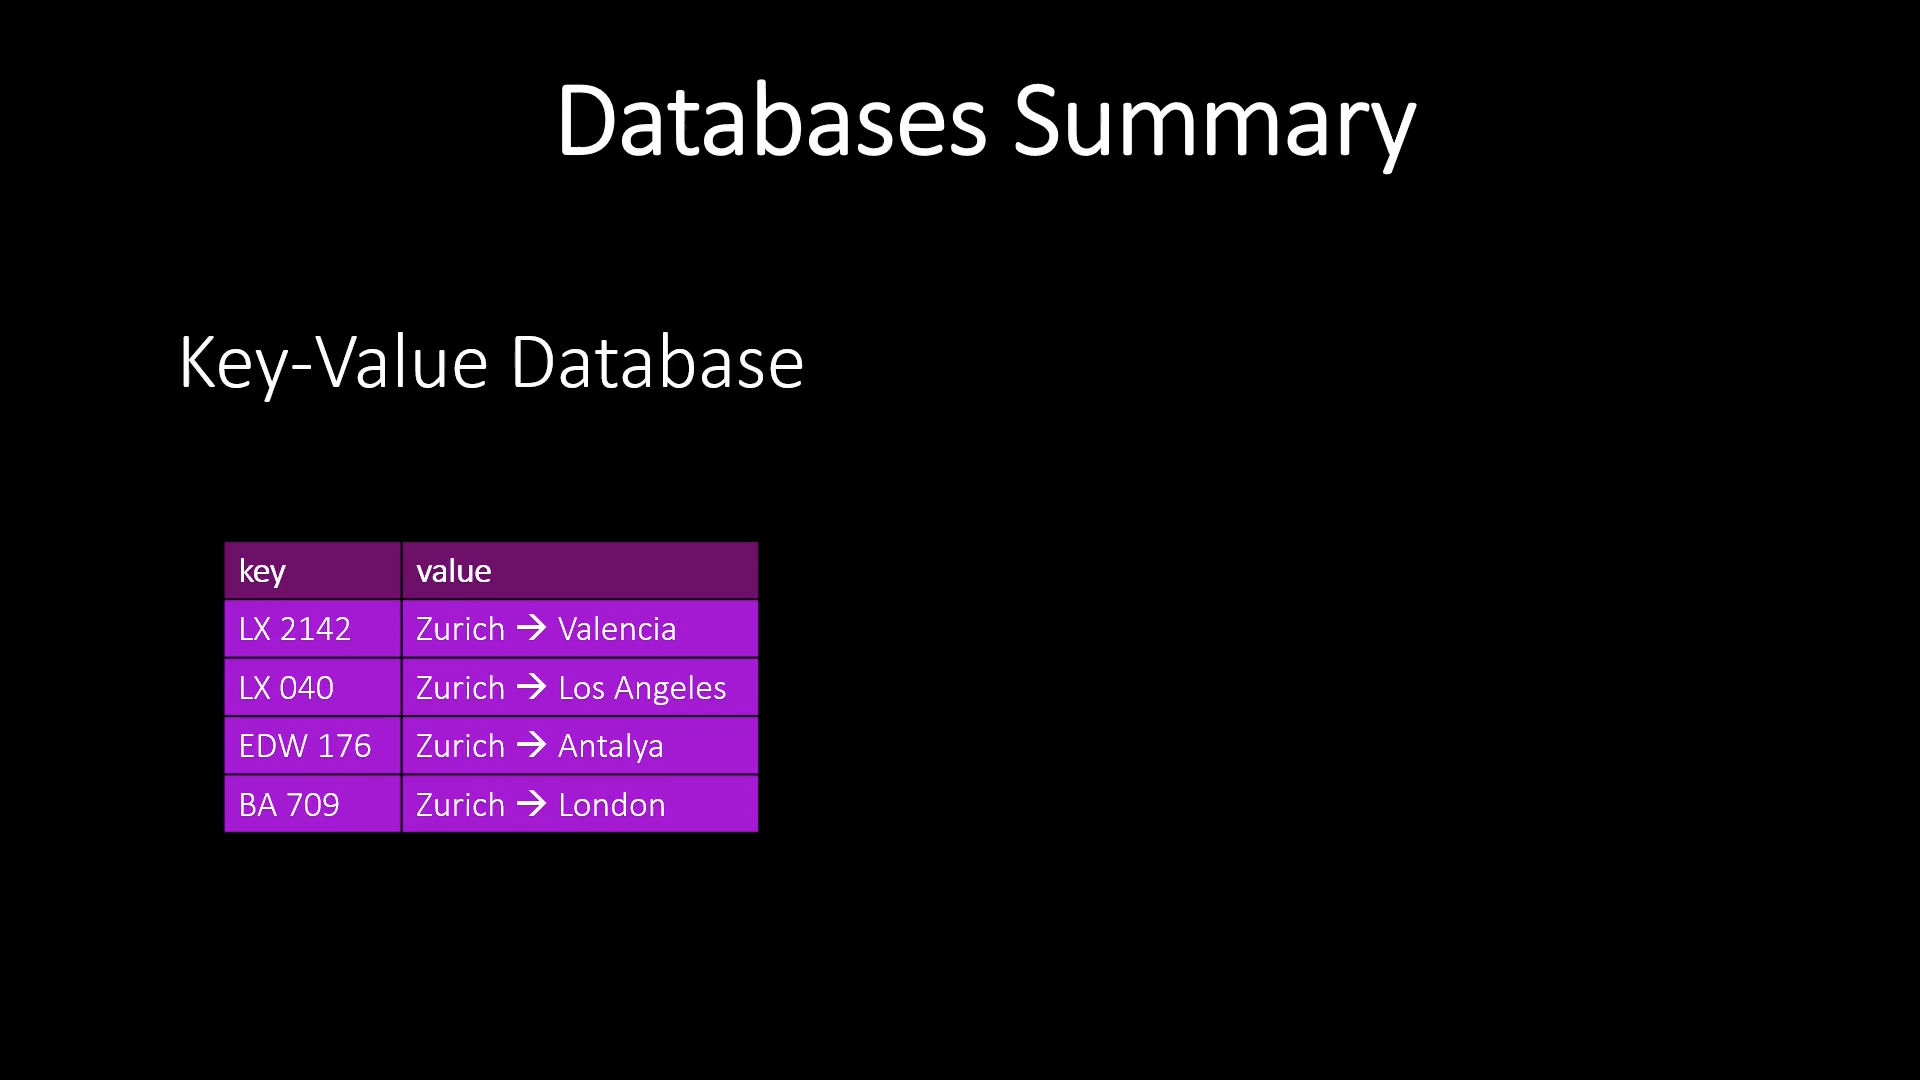 Databases Summary
Key-Value Database
key value
LX 2142 Zurich → Valencia
LX 040 Zurich → Los Angeles
EDW 176 Zurich → Antalya
BA 709 Zurich → London